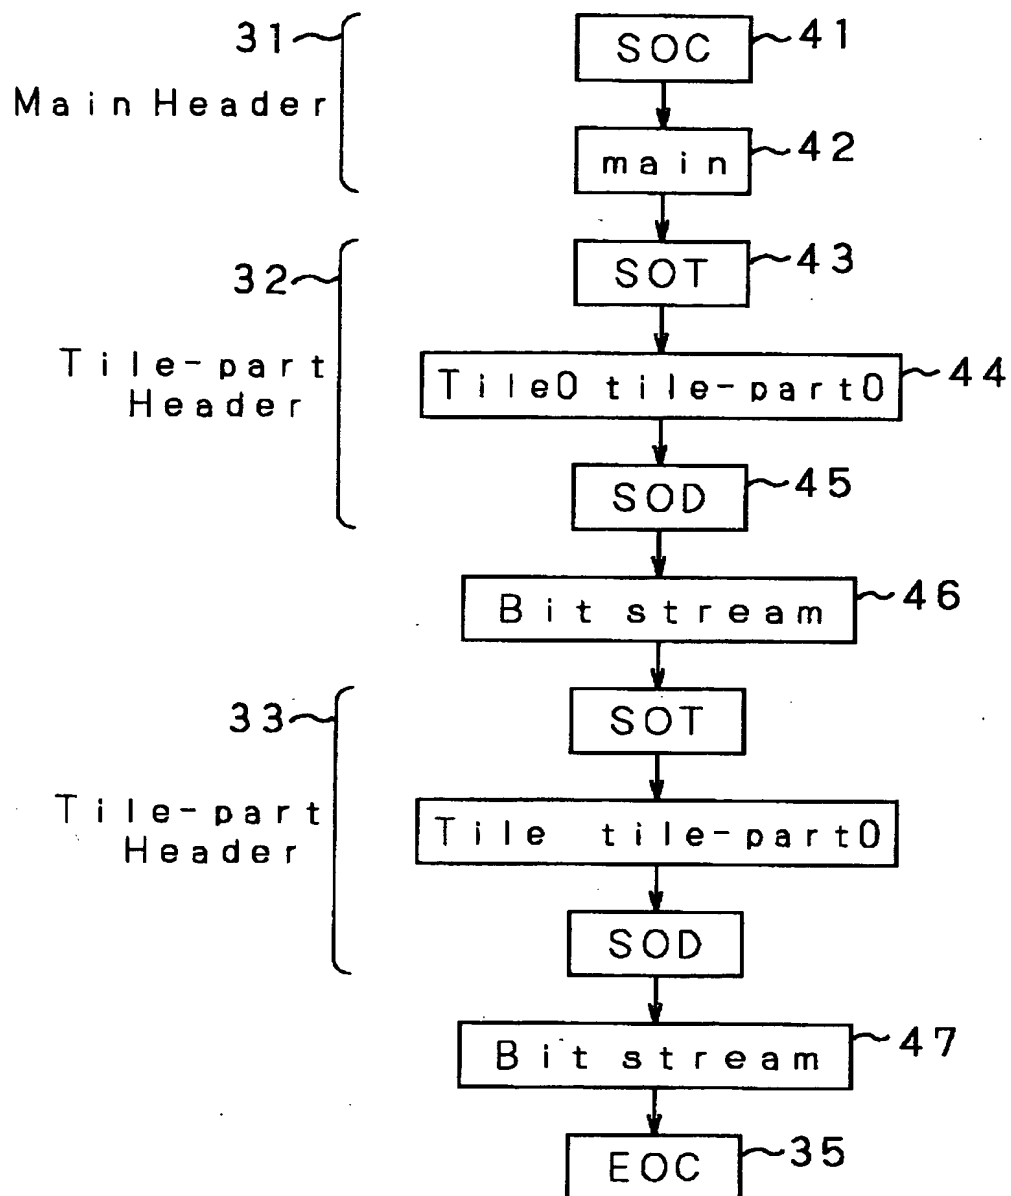 31
Main Header
SOC
41
main
42
32
Tile-part
Header
SOT
43
Tile0 tile-part0
44
SOD
45
Bit stream
46
33
Tile-part
Header
SOT
Tile tile-part0
SOD
Bit stream
47
EOC
35